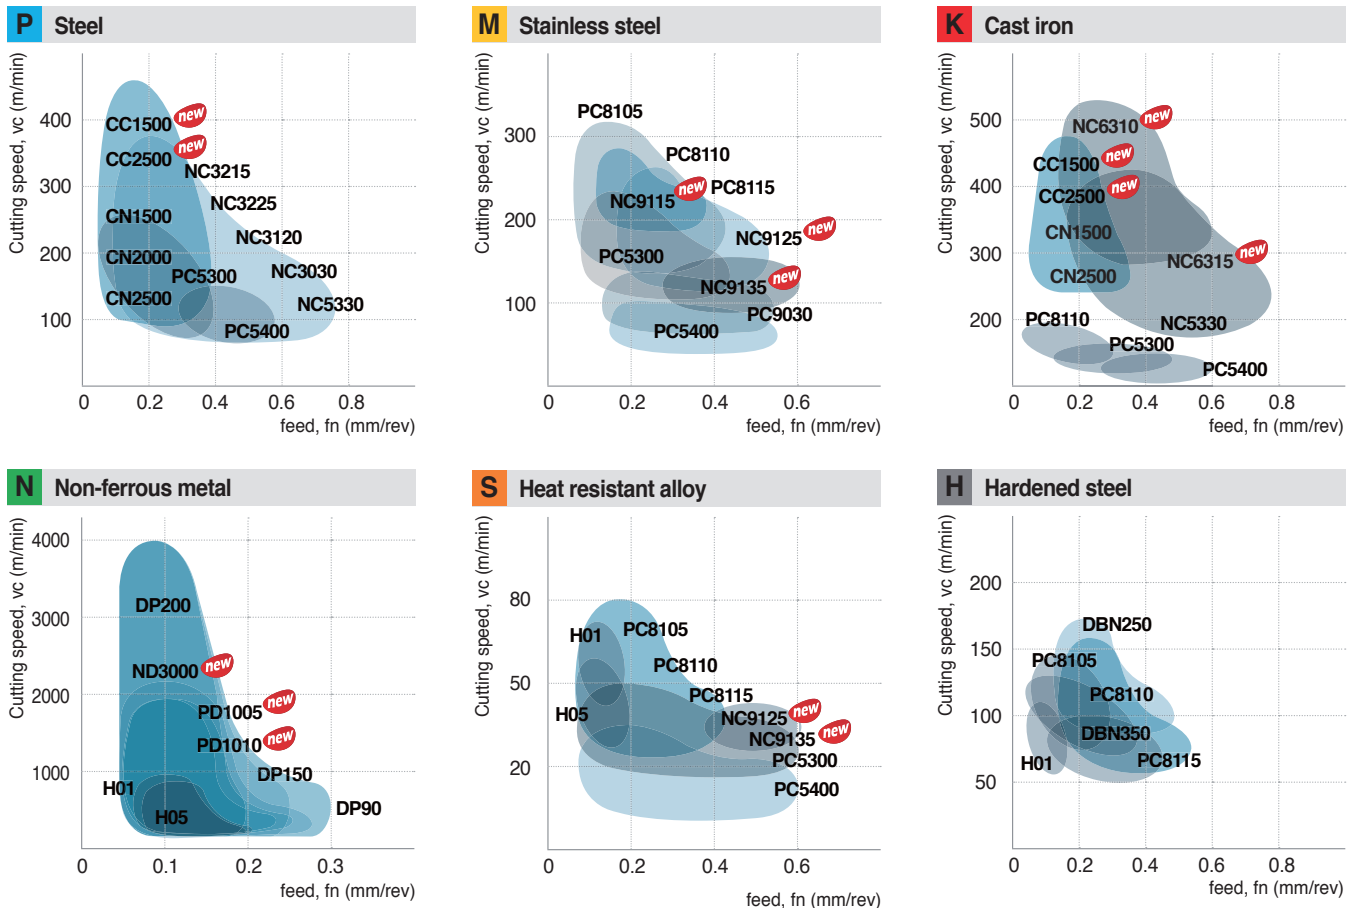 P Steel
Cutting speed, vc (m/min)
400
300
200
100
CC1500 new
CC2500 new
NC3215
NC3225
CN1500
NC3120
CN2000
PC5300
NC3030
CN2500
NC5330
PC5400
0 0.2 0.4 0.6 0.8
feed, fn (mm/rev)
M Stainless steel
Cutting speed, vc (m/min)
300
200
100
PC8105
PC8110
PC8115
NC9115 new
NC9125 new
PC5300
NC9135 new
PC9030
PC5400
0 0.2 0.4 0.6
feed, fn (mm/rev)
K Cast iron
Cutting speed, vc (m/min)
500
400
300
200
NC6310 new
CC1500 new
CC2500 new
CN1500
NC6315 new
CN2500
PC8110
NC5330
PC5300
PC5400
0 0.2 0.4 0.6 0.8
feed, fn (mm/rev)
N Non-ferrous metal
Cutting speed, vc (m/min)
4000
3000
2000
1000
DP200
ND3000 new
PD1005 new
PD1010 new
DP150
H01
H05
DP90
0 0.1 0.2 0.3
feed, fn (mm/rev)
S Heat resistant alloy
Cutting speed, vc (m/min)
80
50
20
H01
PC8105
PC8110
PC8115
H05
NC9125 new
NC9135 new
PC5300
PC5400
0 0.2 0.4 0.6
feed, fn (mm/rev)
H Hardened steel
Cutting speed, vc (m/min)
200
150
100
50
DBN250
PC8105
PC8110
DBN350
H01
PC8115
0 0.2 0.4 0.6 0.8
feed, fn (mm/rev)